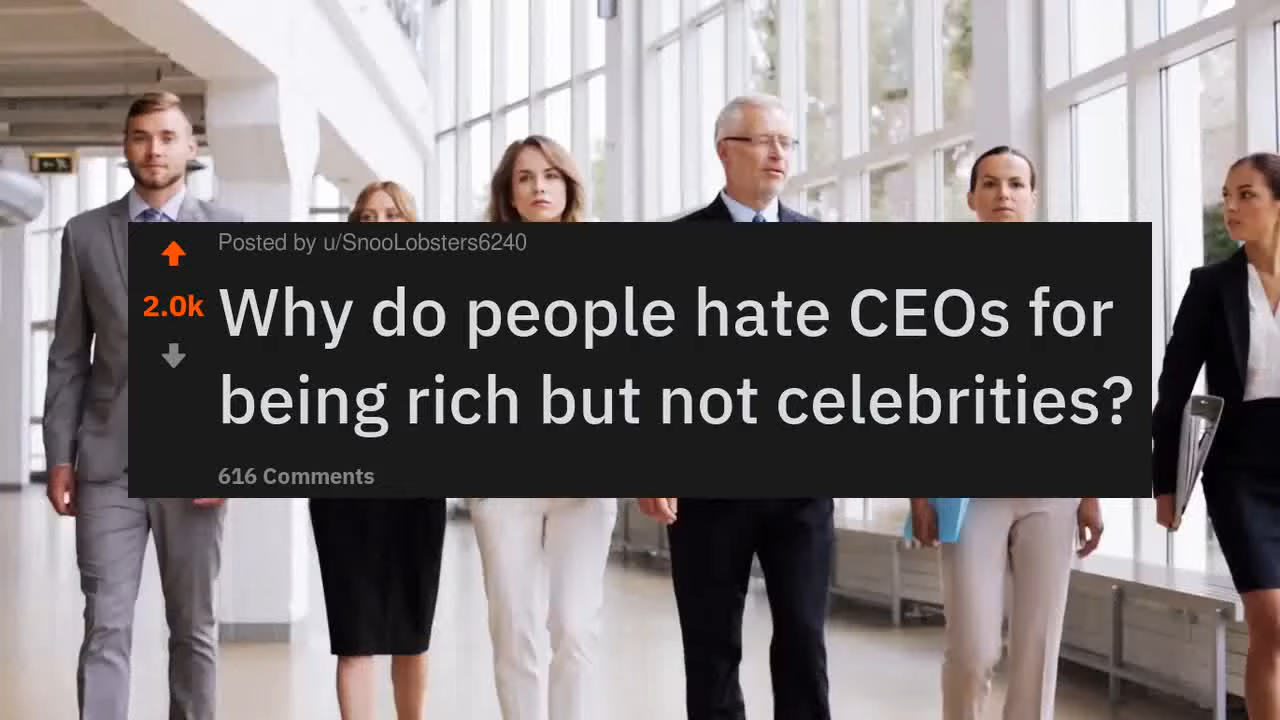 Posted by u/SnooLobsters6240
2.0k
Why do people hate CEOs for
being rich but not celebrities?
616 Comments